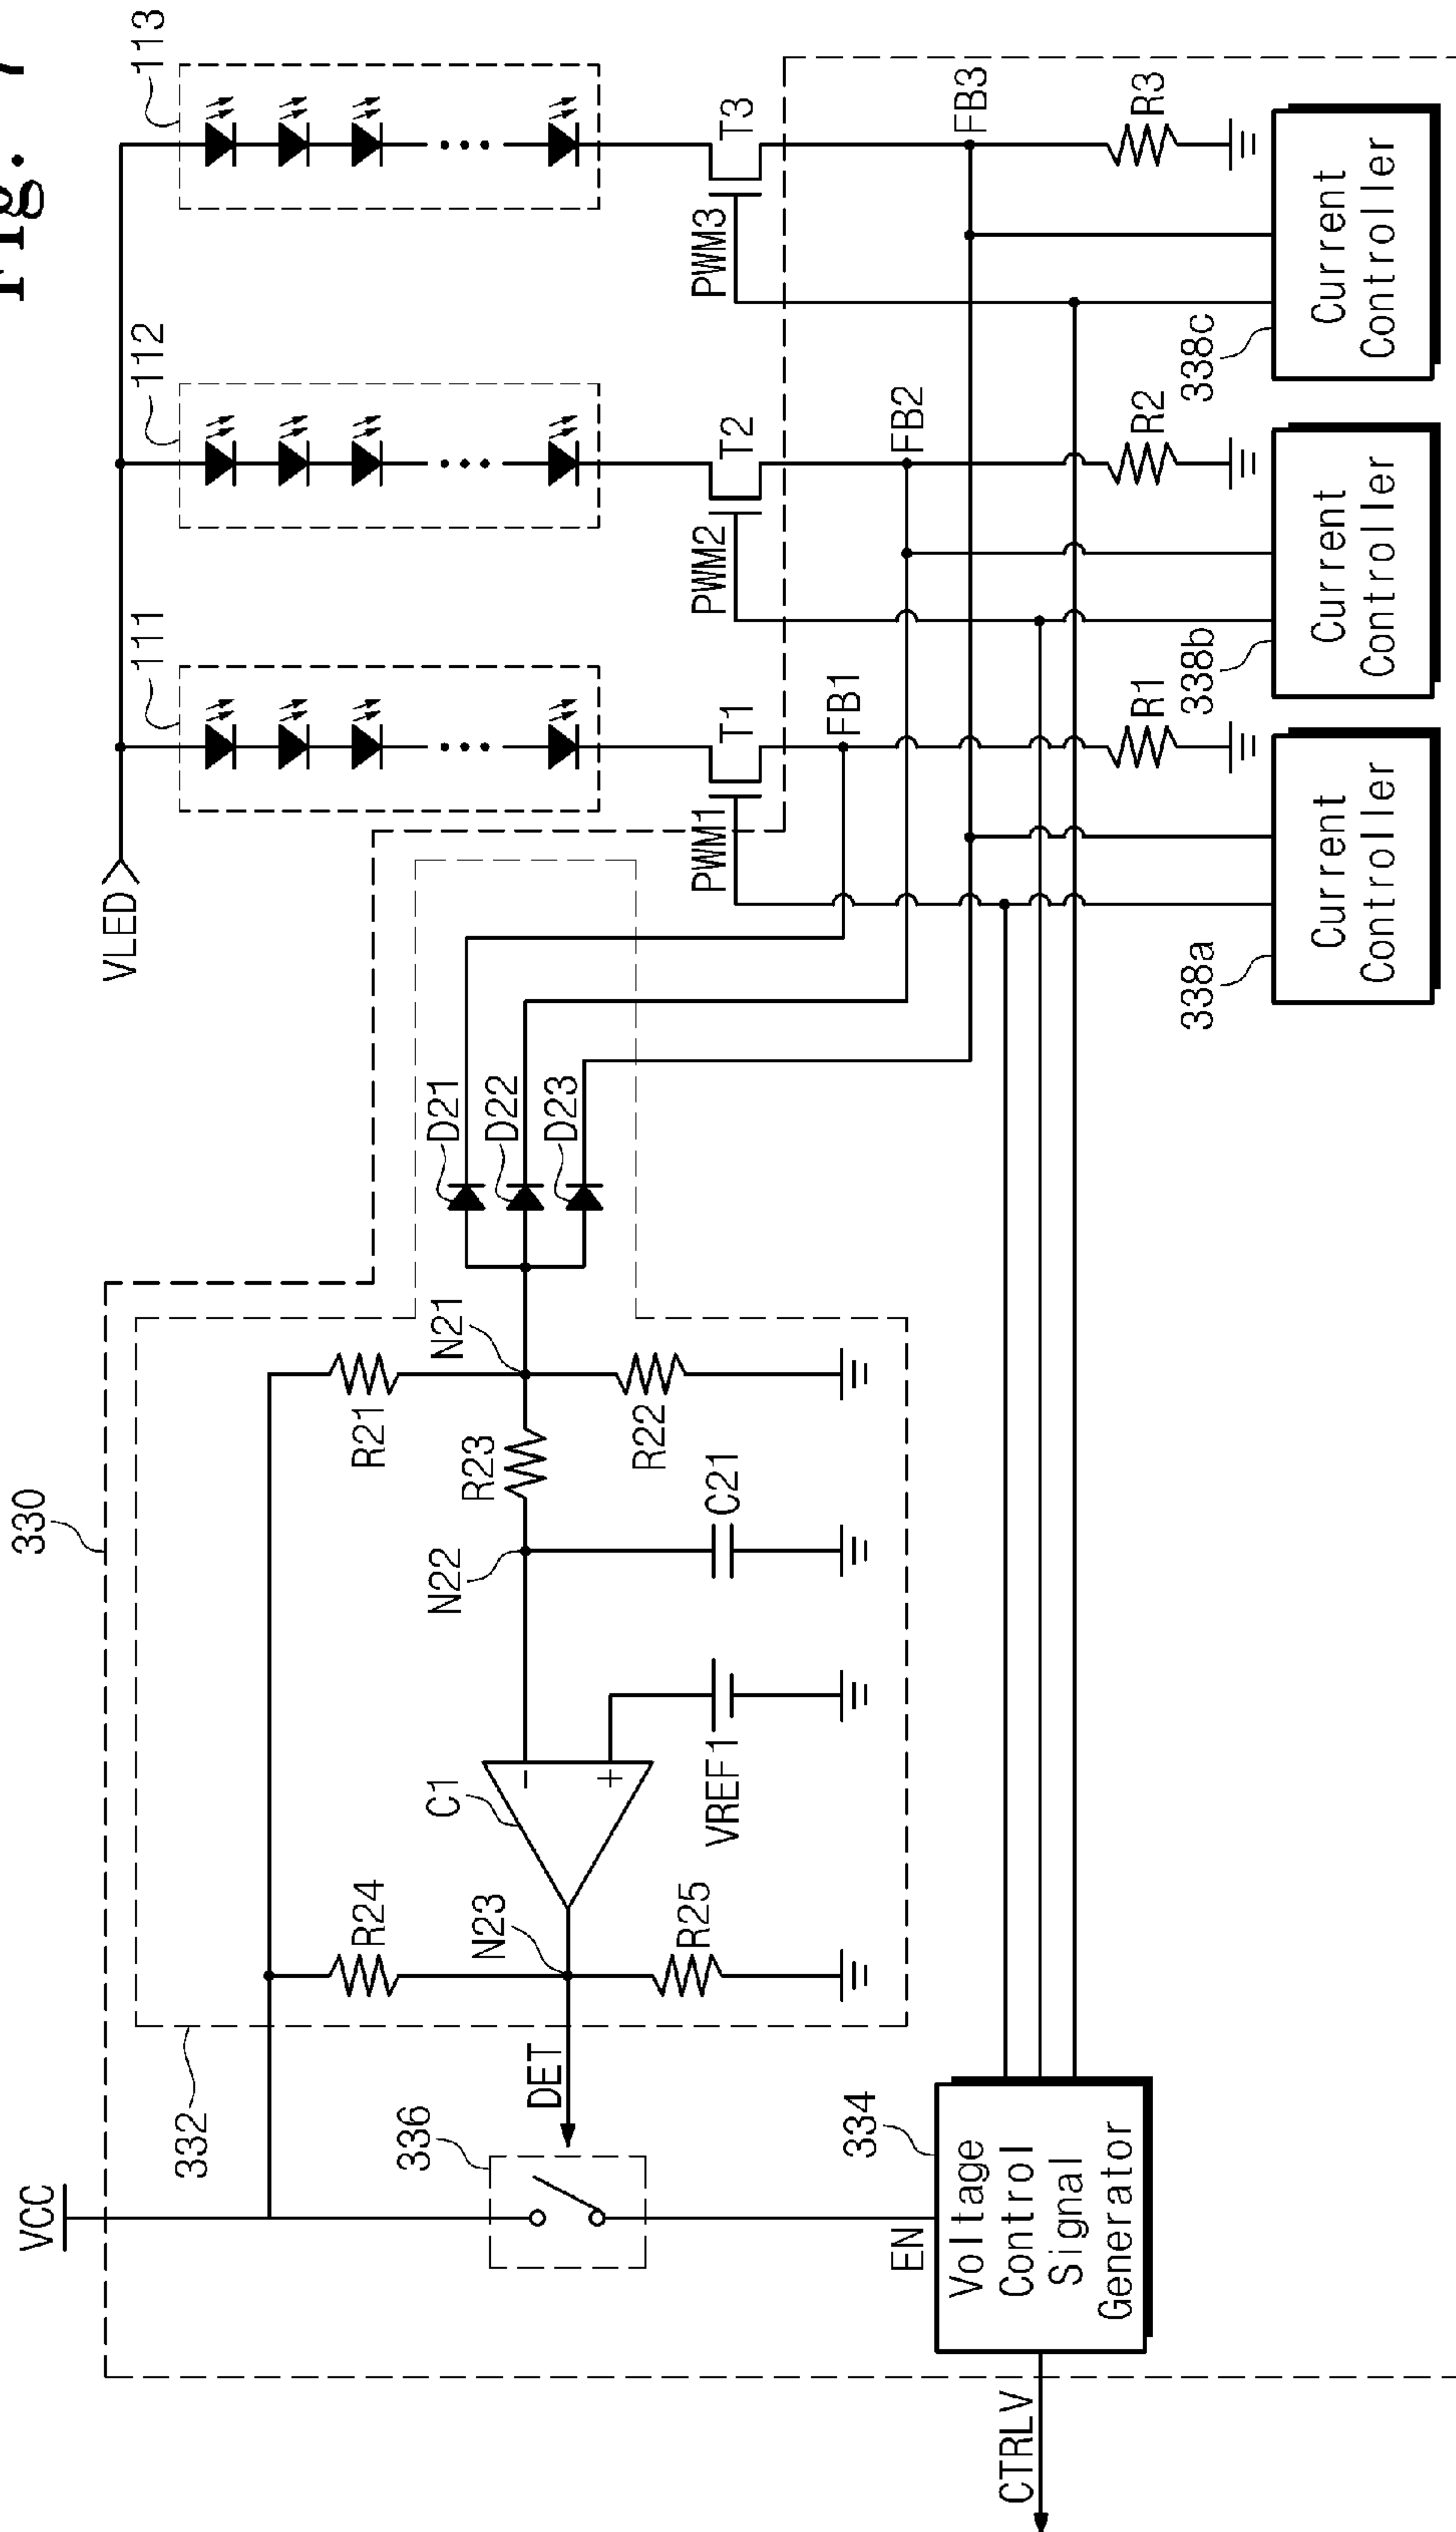 Fig. 7
113
112
111
VLED
T3
T2
T1
PWM3
PWM2
PWM1
FB3
FB2
FB1
R3
R2
R1
338c
338b
338a
Current
Controller
Current
Controller
Current
Controller
D21
D22
D23
330
N21
R21
R23
R22
N22
C21
C1
-
+
VREF1
R24
N23
R25
332
DET
336
VCC
334
EN
Voltage
Control
Signal
Generator
CTRLV